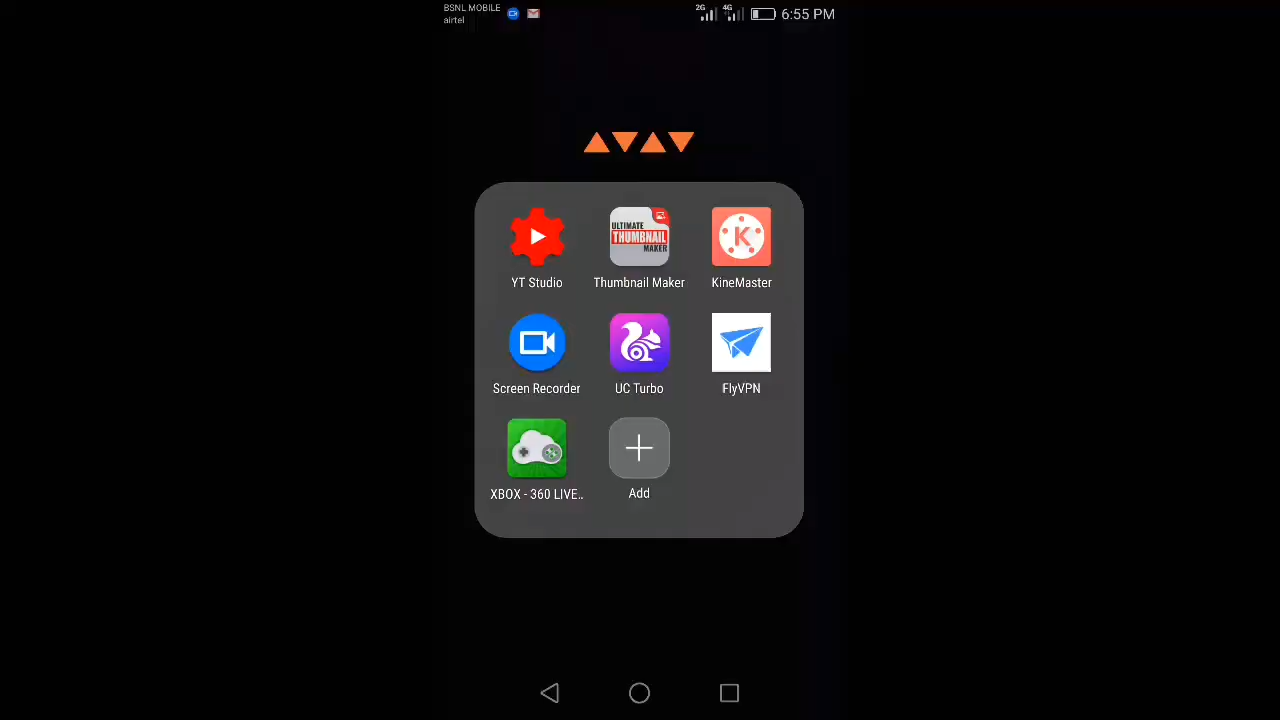 BSNL MOBILE
airtel
2G 4G 6:55 PM
YT Studio
ULTIMATE
THUMBNAIL
MAKER
Thumbnail Maker
K
KineMaster
Screen Recorder
UC Turbo
FlyVPN
XBOX - 360 LIVE..
Add